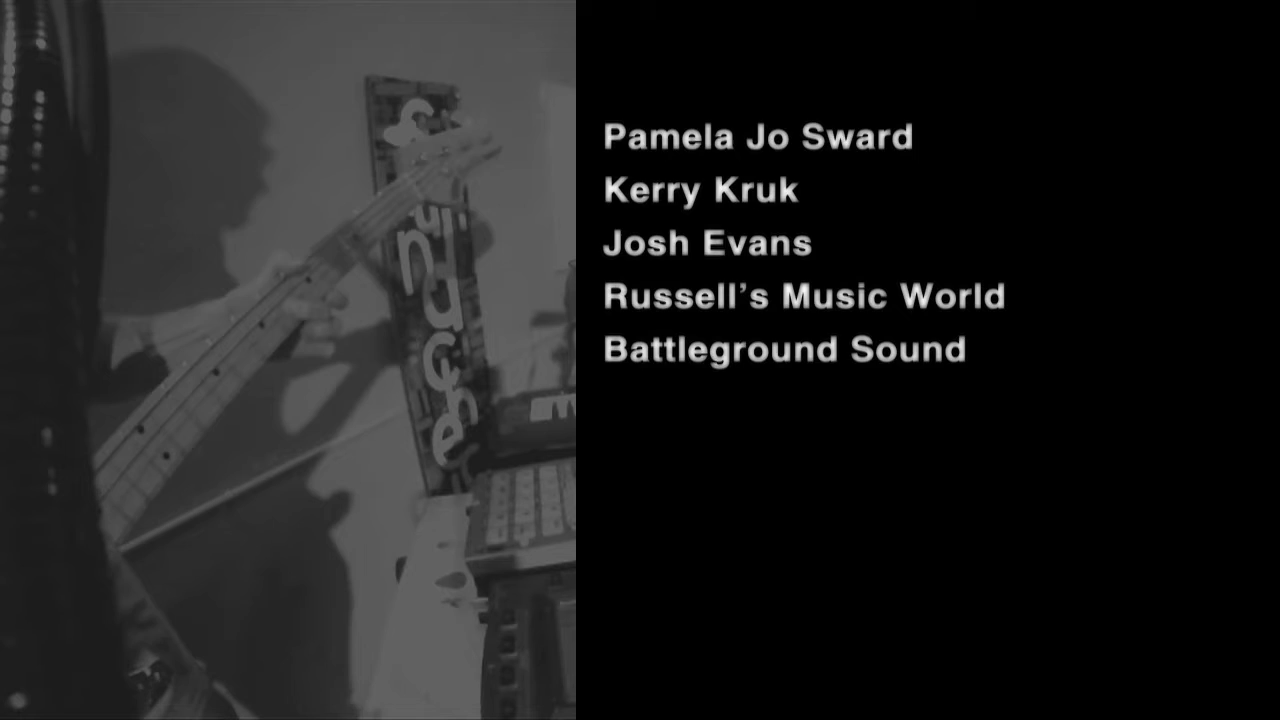 Pamela Jo Sward
Kerry Kruk
Josh Evans
Russell’s Music World
Battleground Sound